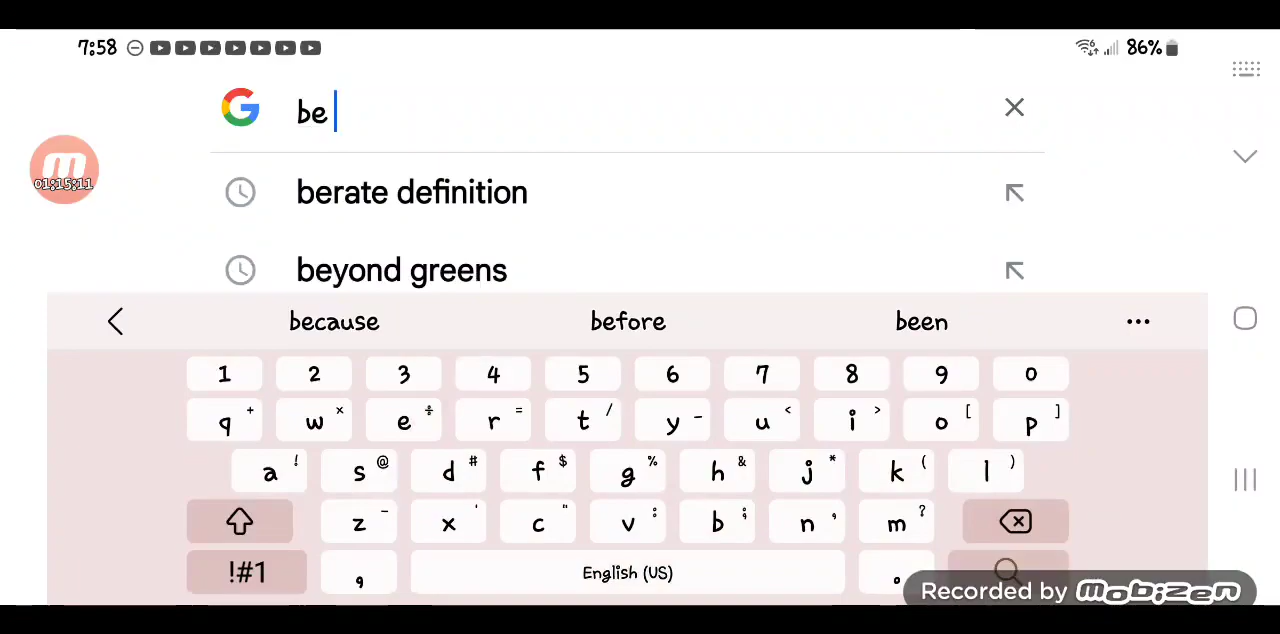 7:58 86%
be
01:15:11
berate definition
beyond greens
because before been ...
1 2 3 4 5 6 7 8 9 0
q + w × e ÷ r = t / y - u < i > o [ p ]
a ! s @ d # f $ g % h & j * k ( l )
z - x ' c " v : b ; n , m ?
!#1 , English (US) .
Recorded by mobizen